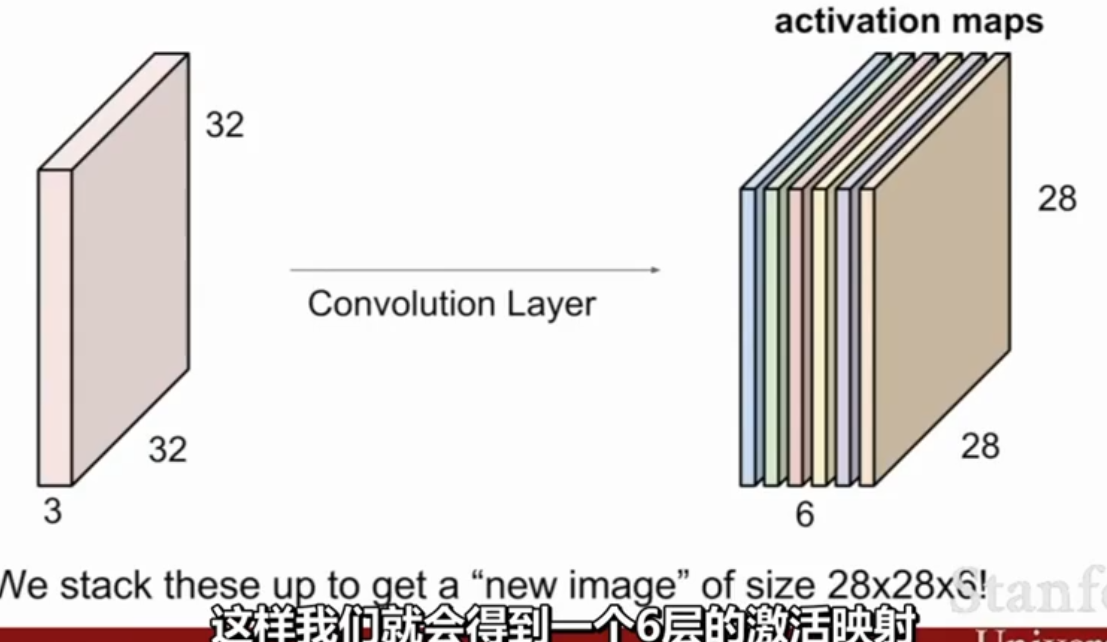 activation maps
32
28
Convolution Layer
32
28
3
6
We stack these up to get a “new image” of size 28x28x6!
这样我们就会得到一个6层的激活映射